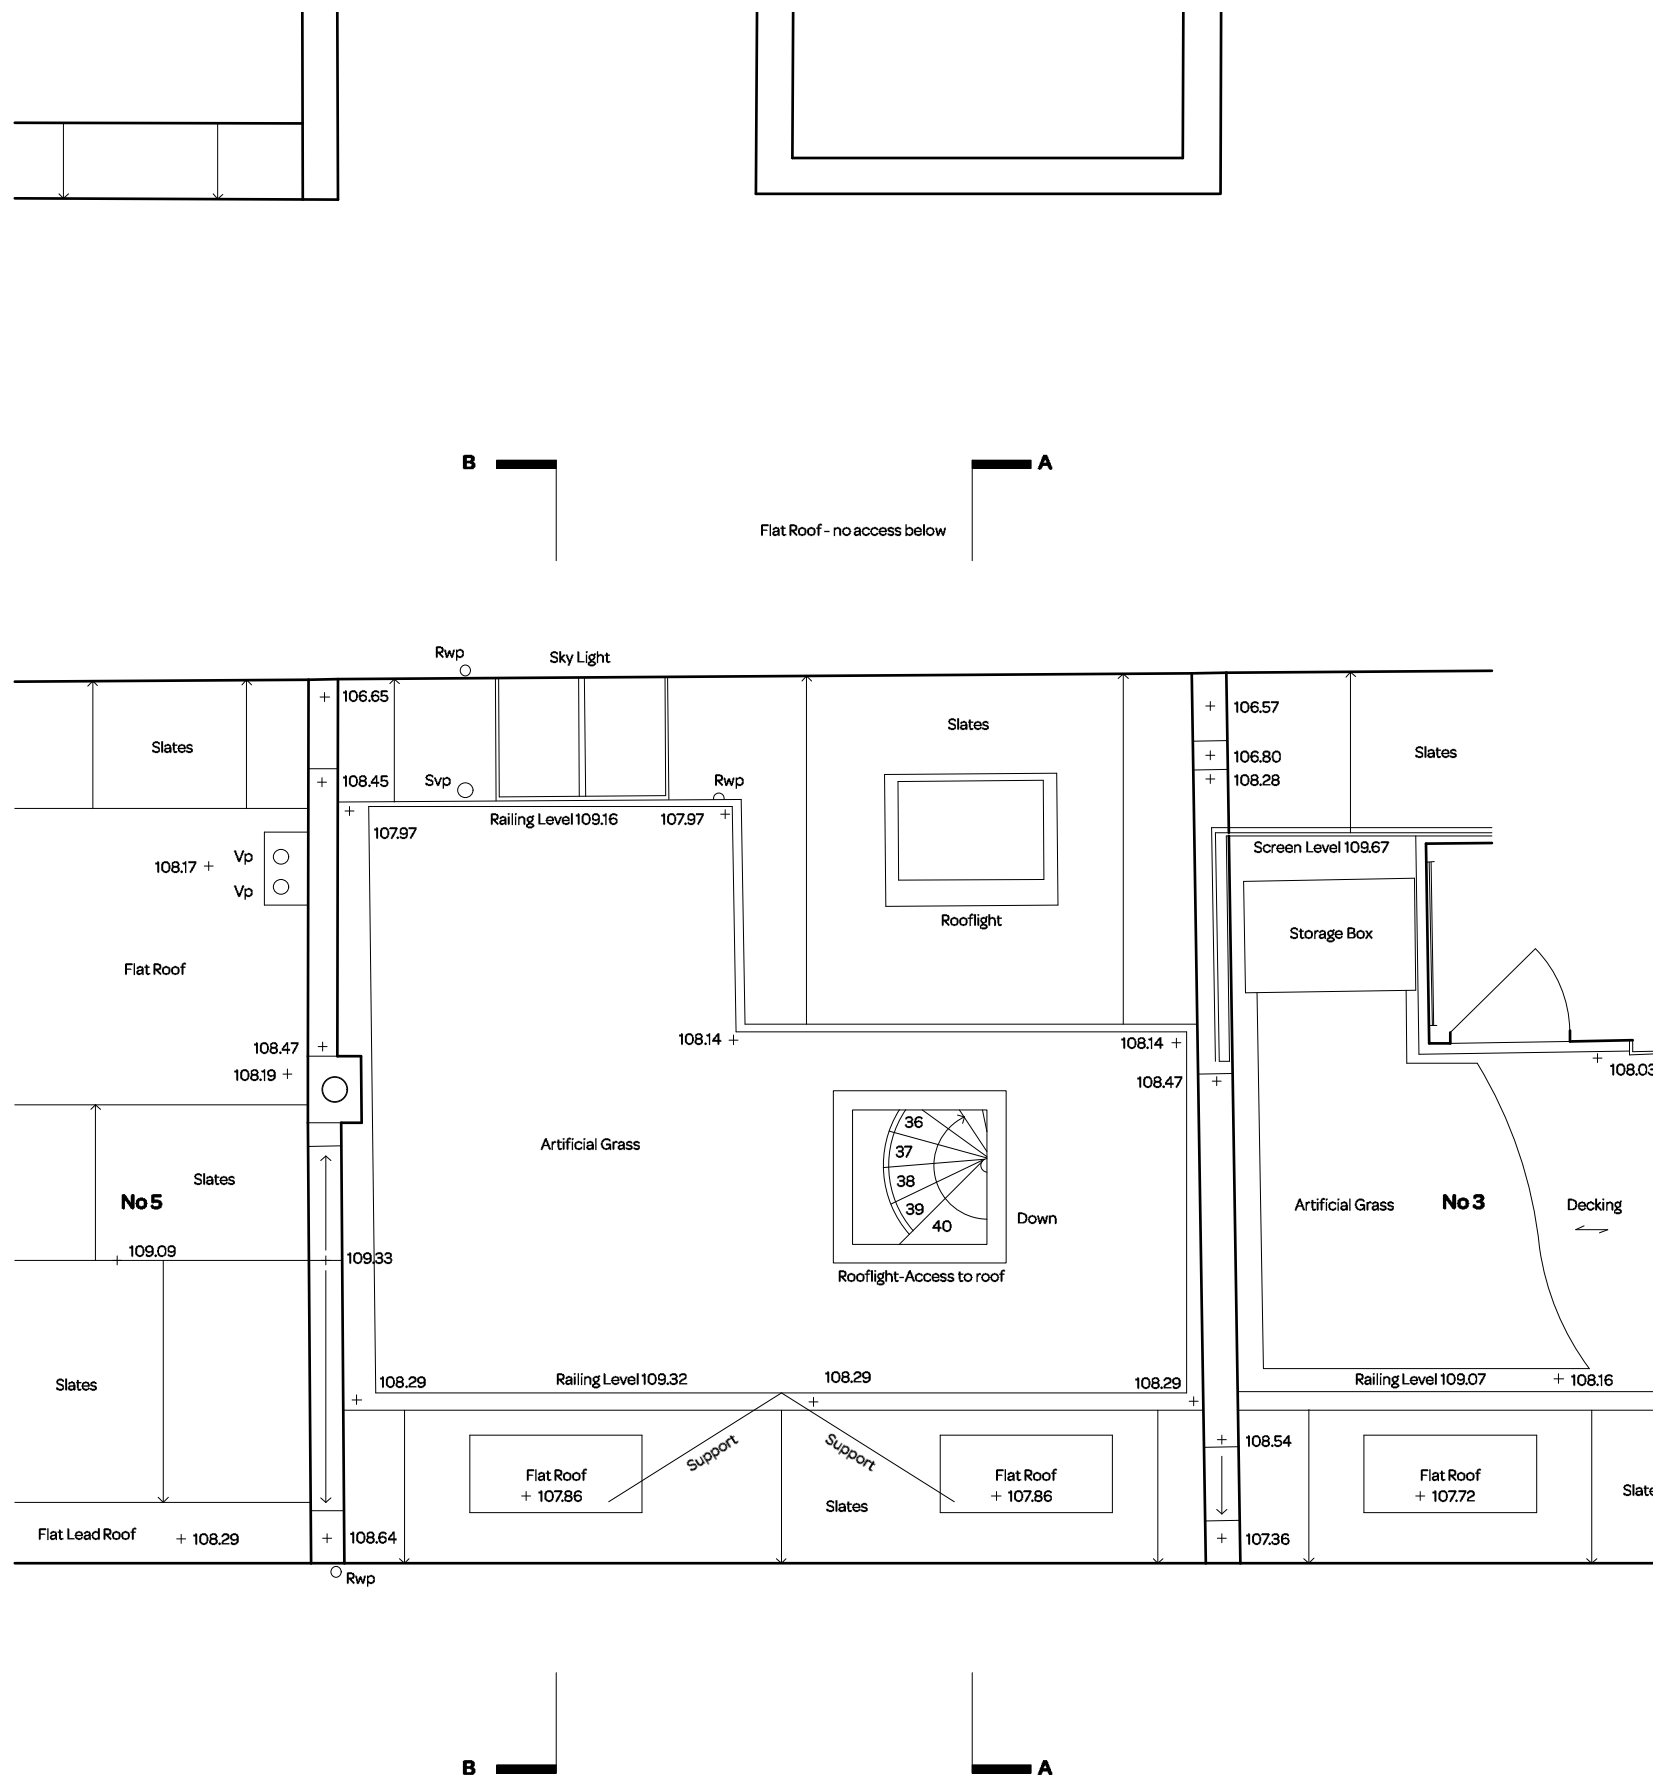 B
A
Flat Roof - no access below
Rwp
Sky Light
106.65
106.57
Slates
Slates
Slates
Slates
106.80
108.45
Svp
Rwp
108.28
Railing Level 109.16
107.97
107.97
Screen Level 109.67
108.17
Vp
Vp
Rooflight
Storage Box
Flat Roof
108.47
108.14
108.14
108.19
108.47
108.03
36
37
38
39
40
Artificial Grass
Slates
No 5
Down
Artificial Grass
No 3
Decking
109.09
109.33
Rooflight-Access to roof
Slates
108.29
Railing Level 109.32
108.29
108.29
Railing Level 109.07
108.16
Support
Support
108.54
Flat Roof
107.86
Flat Roof
107.86
Flat Roof
107.72
Slates
Flat Lead Roof
108.29
108.64
107.36
Rwp
B
A